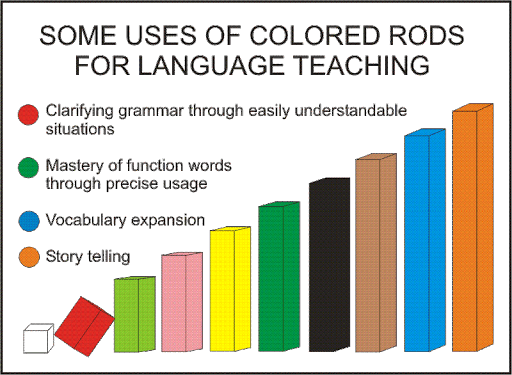 SOME USES OF COLORED RODS
FOR LANGUAGE TEACHING
Clarifying grammar through easily understandable
situations
Mastery of function words
through precise usage
Vocabulary expansion
Story telling